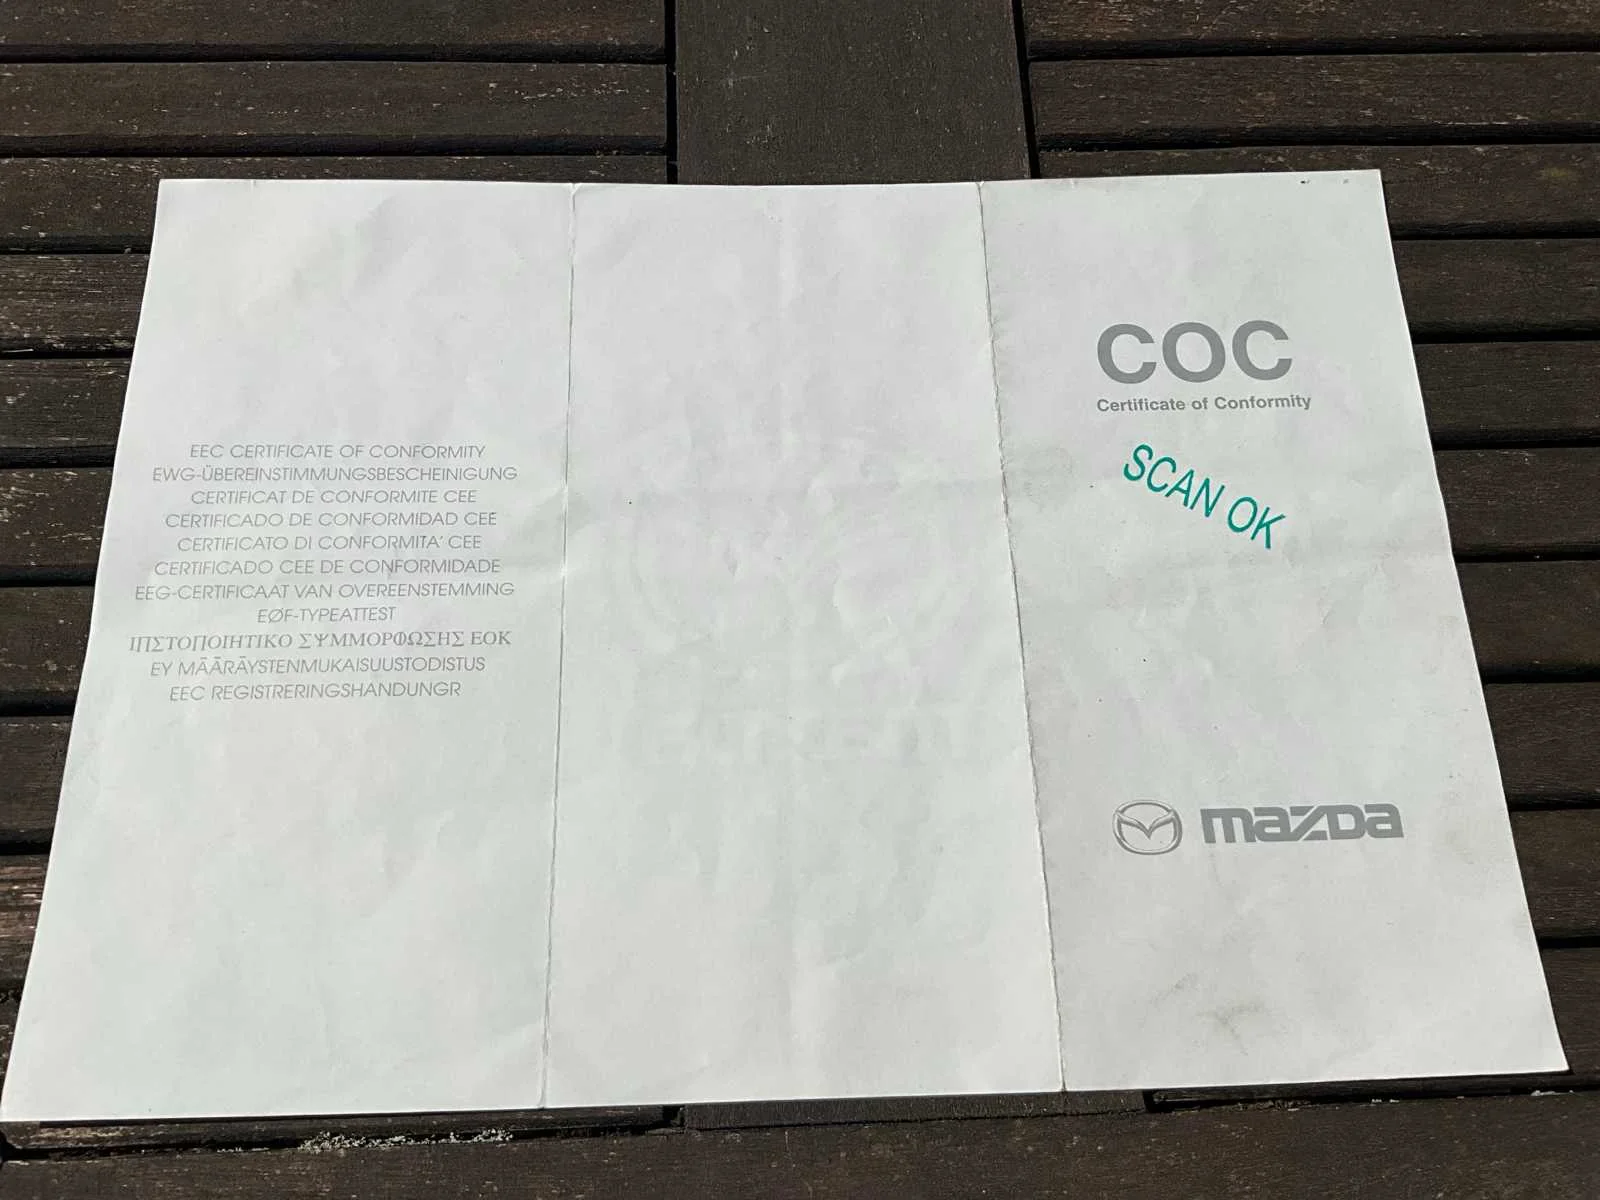 EEC CERTIFICATE OF CONFORMITY
EWG-ÜBEREINSTIMMUNGSBESCHEINIGUNG
CERTIFICAT DE CONFORMITE CEE
CERTIFICADO DE CONFORMIDAD CEE
CERTIFICATO DI CONFORMITA' CEE
CERTIFICADO CEE DE CONFORMIDADE
EEG-CERTIFICAAT VAN OVEREENSTEMMING
EØF-TYPEATTEST
ΙΠΣΤΟΠΟΙΗΤΙΚΟ ΣΥΜΜΟΡΦΩΣΗΣ ΕΟΚ
EY MÄÄRÄYSTENMUKAISUUSTODISTUS
EEC REGISTRERINGSHANDUNGR
COC
Certificate of Conformity
SCAN OK
mazda